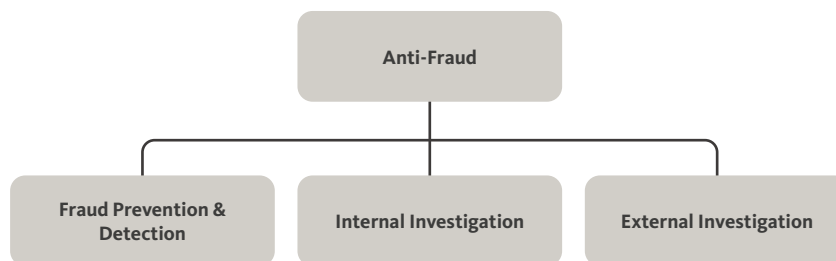 Anti-Fraud
Fraud Prevention &
Detection
Internal Investigation
External Investigation